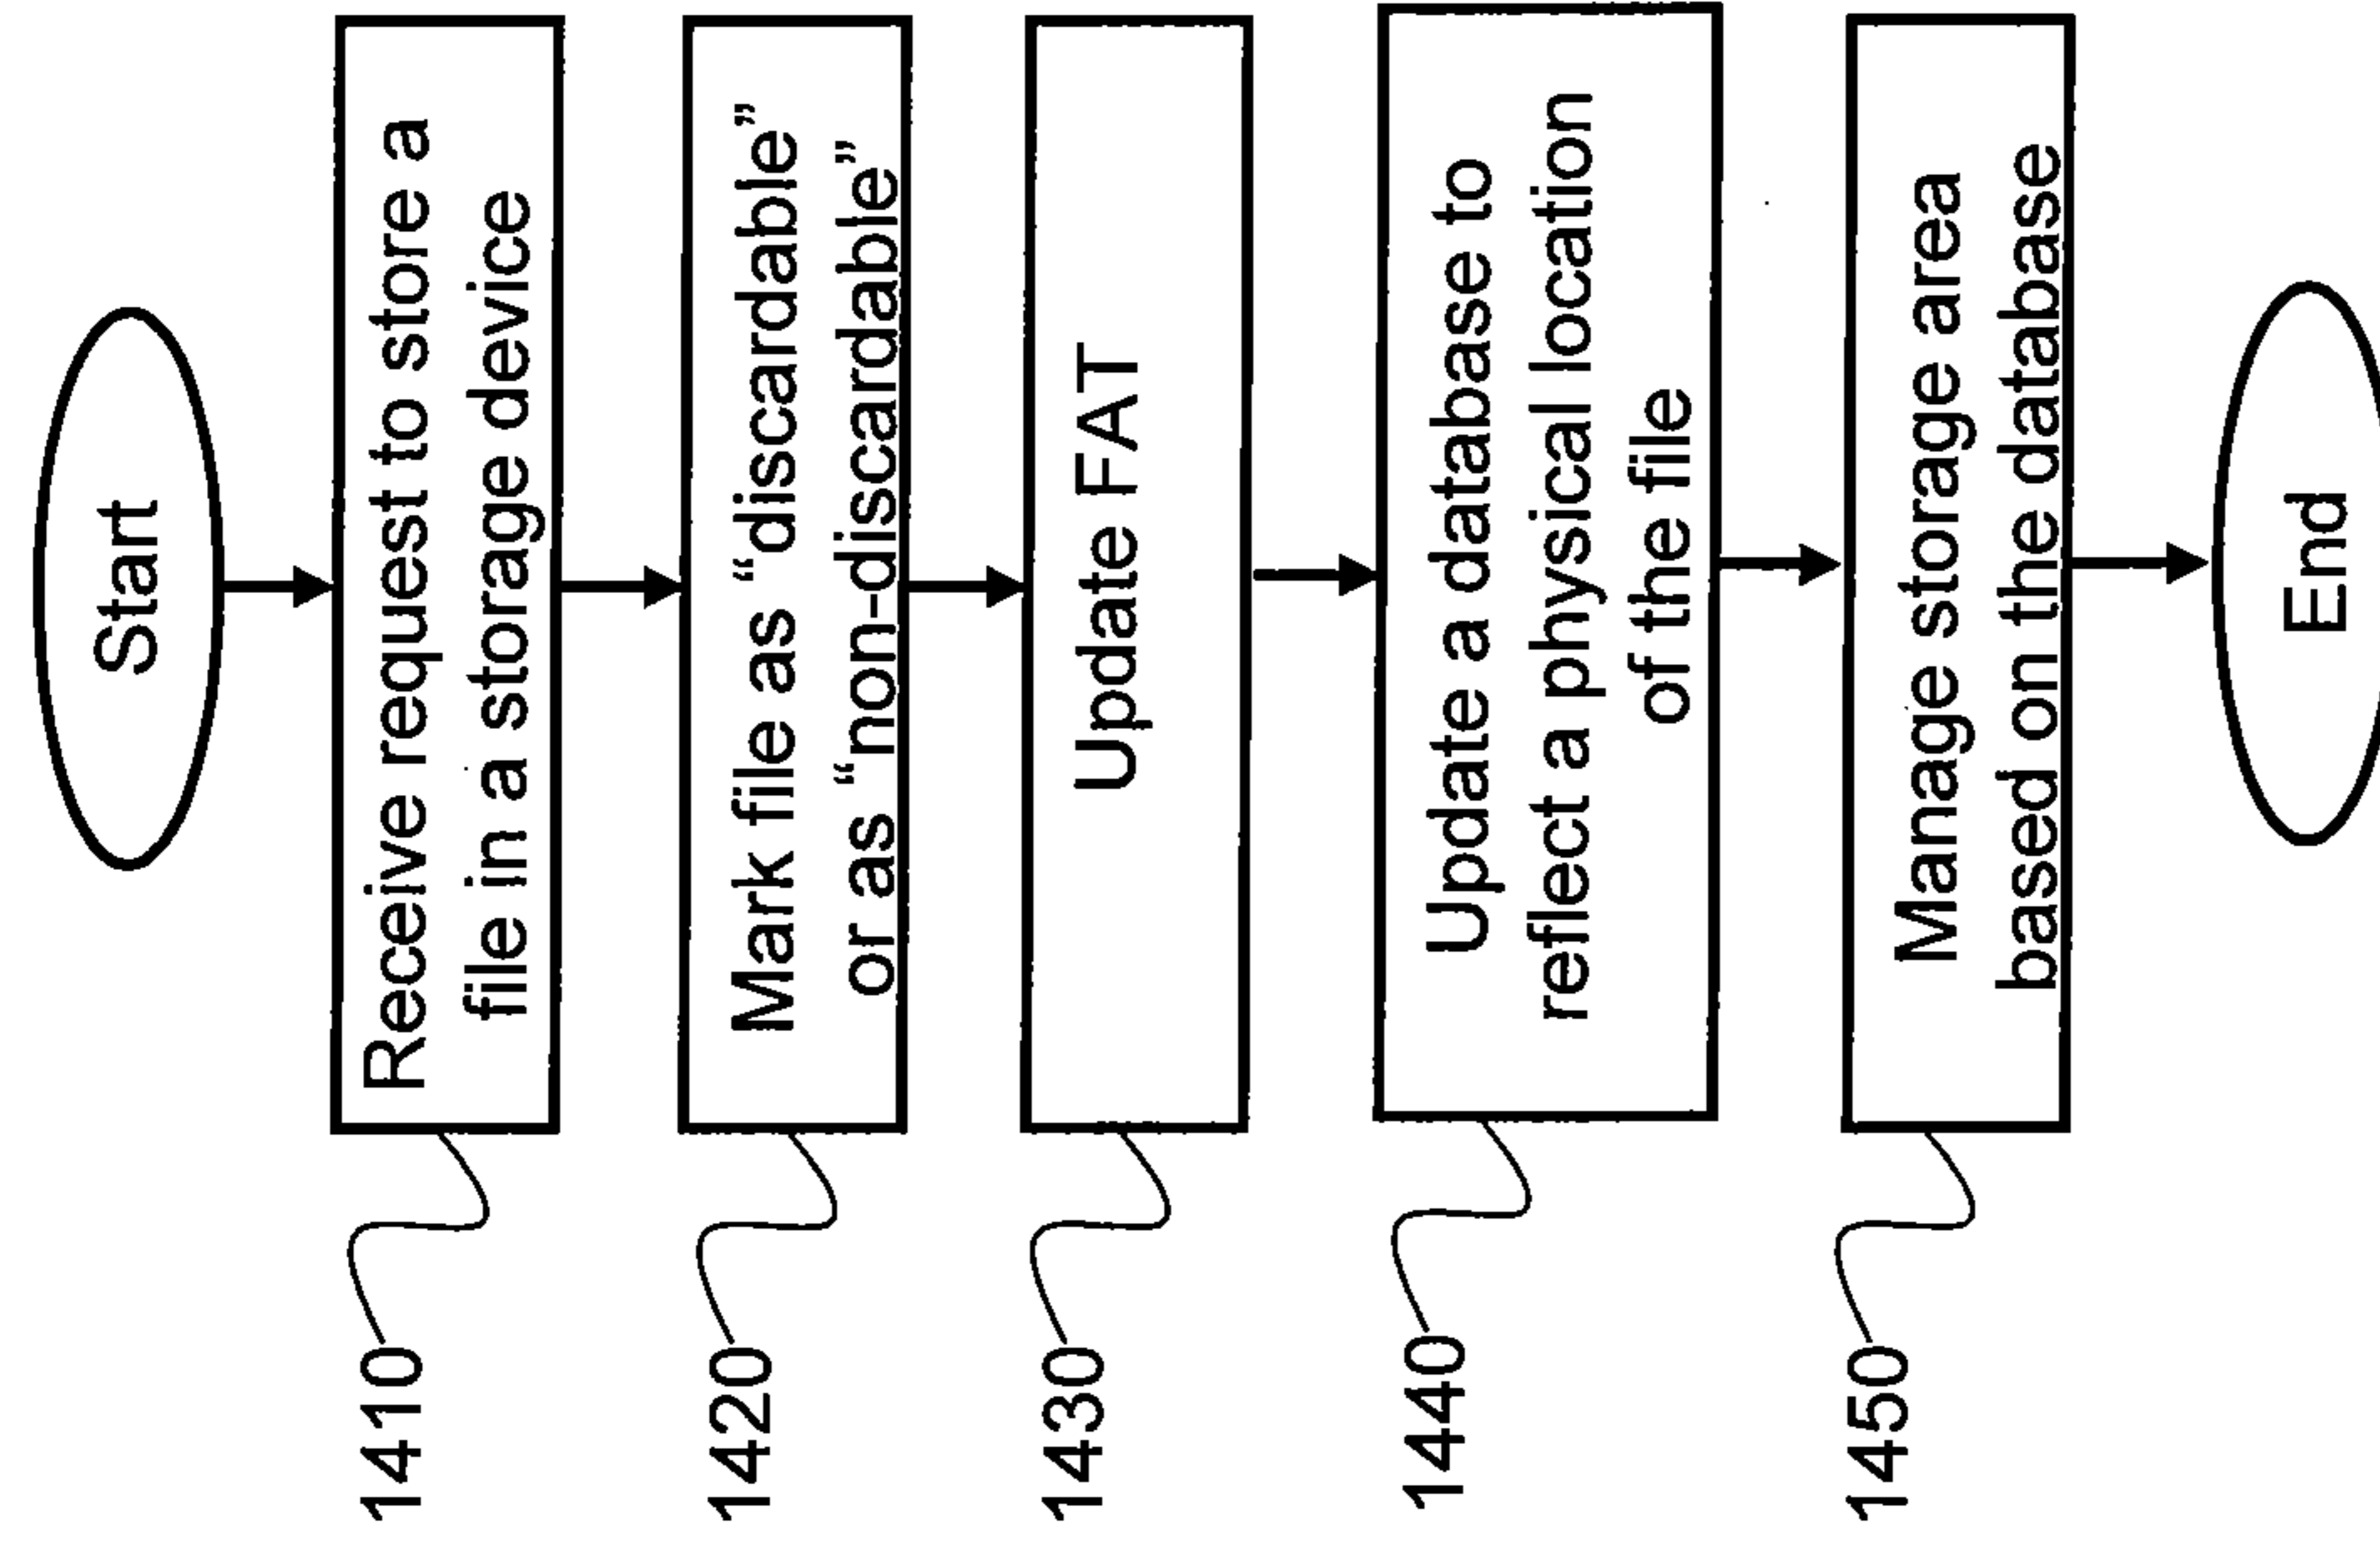 Start
1410
Receive request to store a
file in a storage device
1420
Mark file as “discardable”
or as “non-discardable”
1430
Update FAT
1440
Update a database to
reflect a physical location
of the file
1450
Manage storage area
based on the database
End